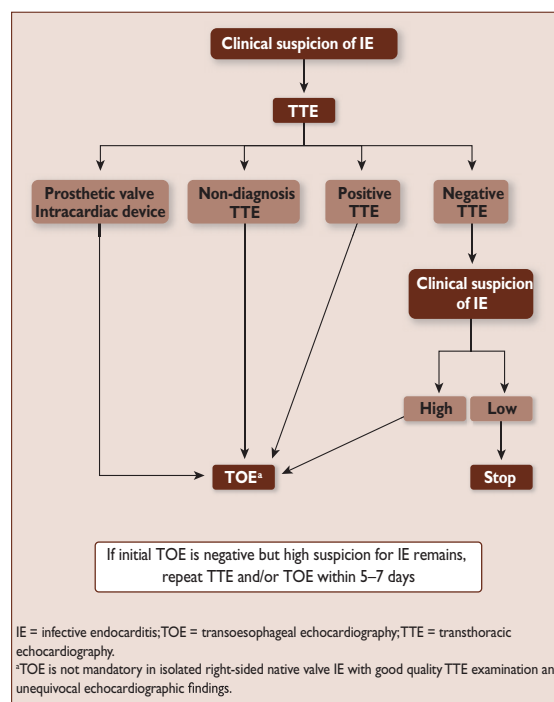 Clinical suspicion of IE
TTE
Prosthetic valve
Intracardiac device
Non-diagnosis
TTE
Positive
TTE
Negative
TTE
Clinical suspicion
of IE
High
Low
TOEª
Stop
If initial TOE is negative but high suspicion for IE remains,
repeat TTE and/or TOE within 5–7 days
IE = infective endocarditis; TOE = transoesophageal echocardiography; TTE = transthoracic
echocardiography.
ªTOE is not mandatory in isolated right-sided native valve IE with good quality TTE examination an
unequivocal echocardiographic findings.